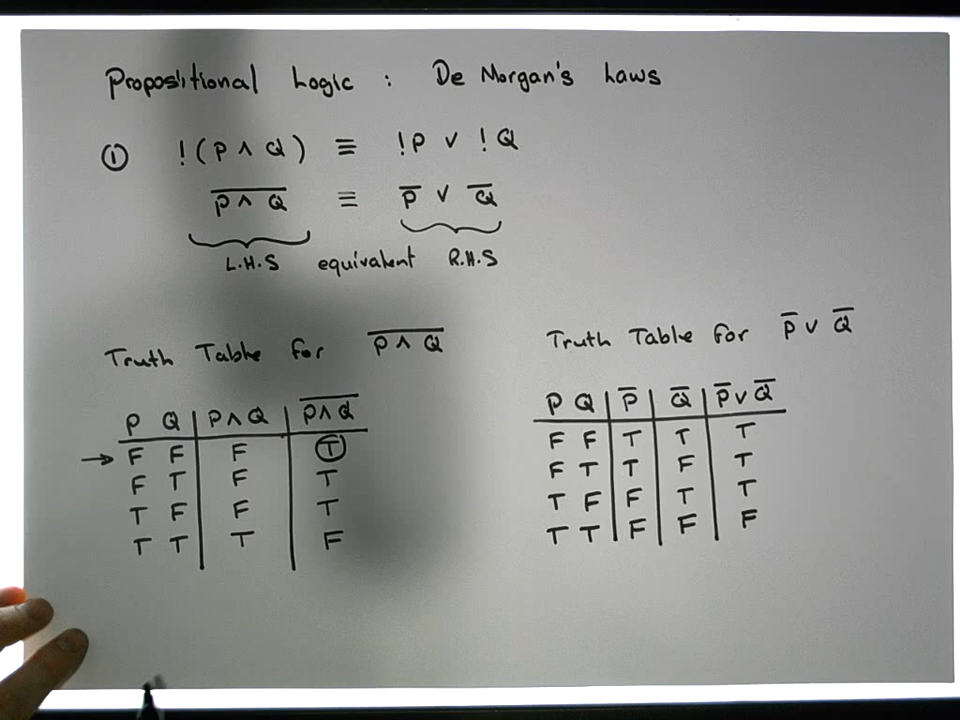 Propositional Logic : De Morgan's Laws
① !(P ∧ Q) ≡ !P ∨ !Q
P̅ ̅∧̅ ̅Q̅ ≡ P̅ ∨ Q̅
L.H.S equivalent R.H.S
Truth Table for P̅ ̅∧̅ ̅Q̅
P Q P∧Q P̅∧̅Q̅
→ F F F T
F T F T
T F F T
T T T F
Truth Table for P̅ ∨ Q̅
P Q P̅ Q̅ P̅∨Q̅
F F T T T
F T T F T
T F F T T
T T F F F